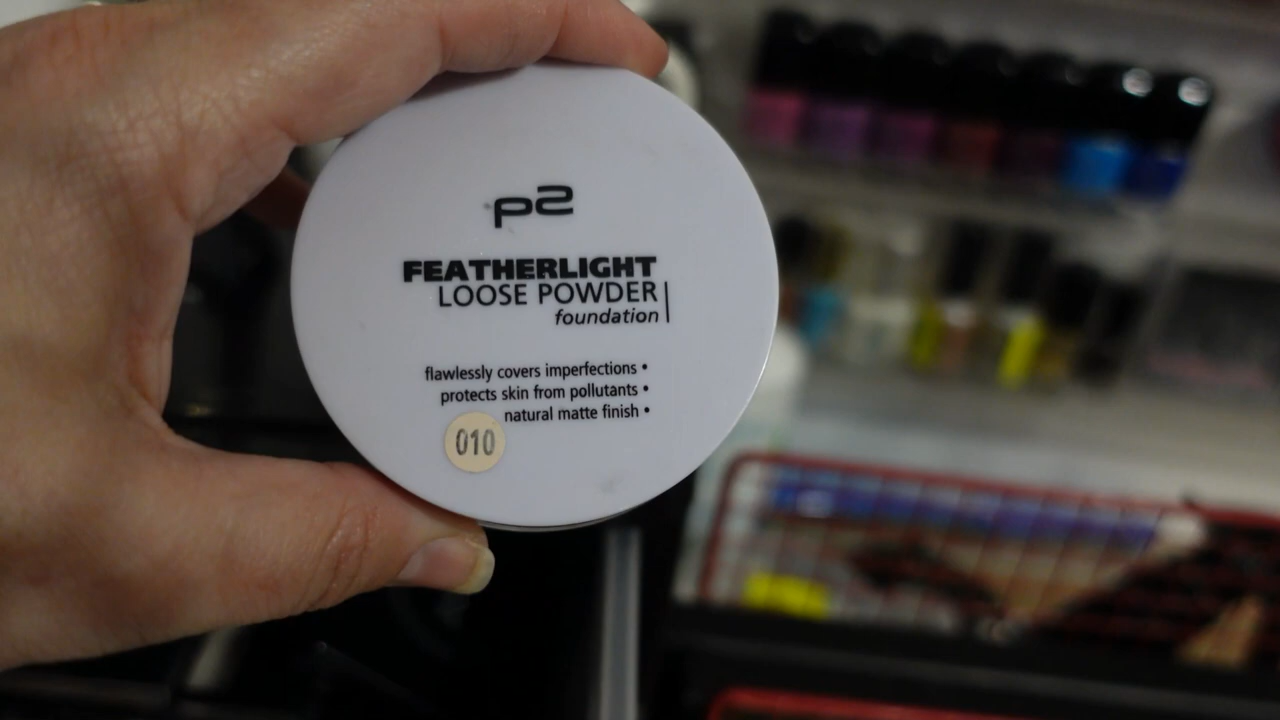 p2
FEATHERLIGHT
LOOSE POWDER
foundation
flawlessly covers imperfections •
protects skin from pollutants •
natural matte finish •
010